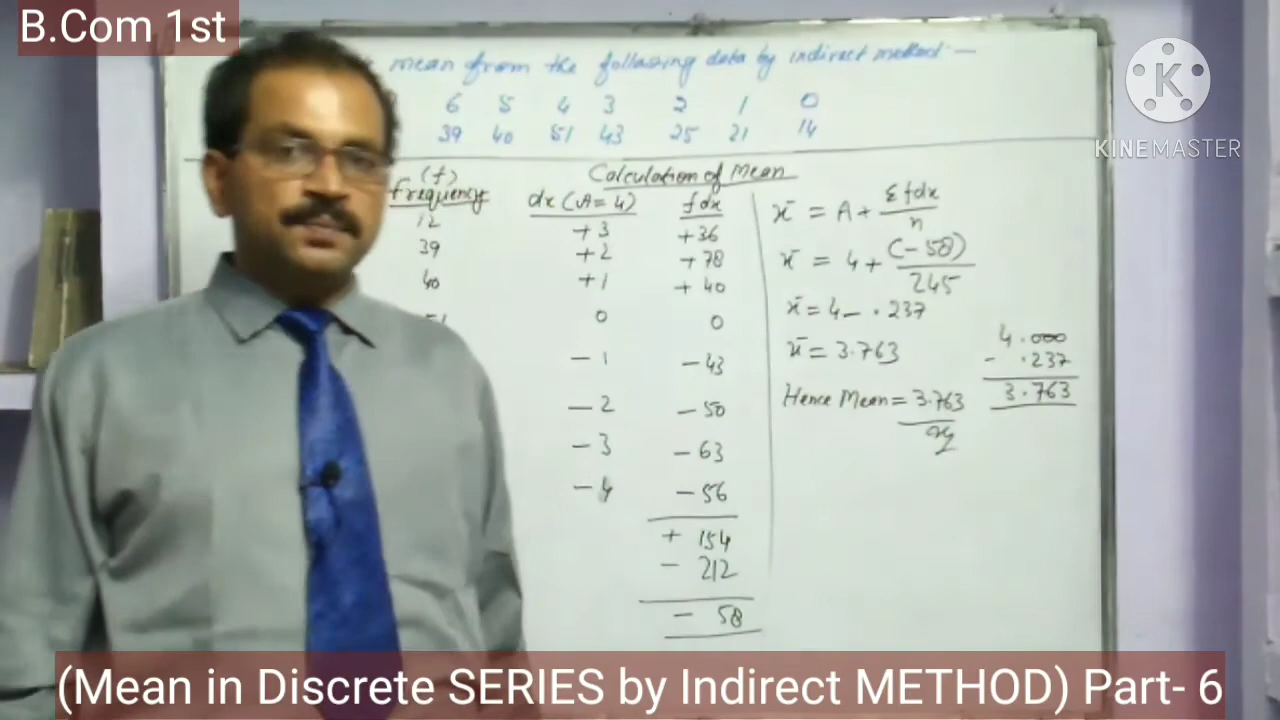 B.Com 1st
K
KINEMASTER
mean from the following data by indirect method :—
6 5 4 3 2 1 0
39 40 51 43 25 21 14
Calculation of Mean
(f)
frequency
dx (A = 4)
fdx
12 +3 +36
39 +2 +78
40 +1 +40
0 0
- 1 - 43
- 2 - 50
- 3 - 63
- 4 - 56
+ 154
- 212
- 58
x̄ = A + Σfdx
n
x̄ = 4 + (- 58)
245
x̄ = 4 - .237
x̄ = 3.763
Hence Mean = 3.763
4.000
- .237
3.763
(Mean in Discrete SERIES by Indirect METHOD) Part- 6